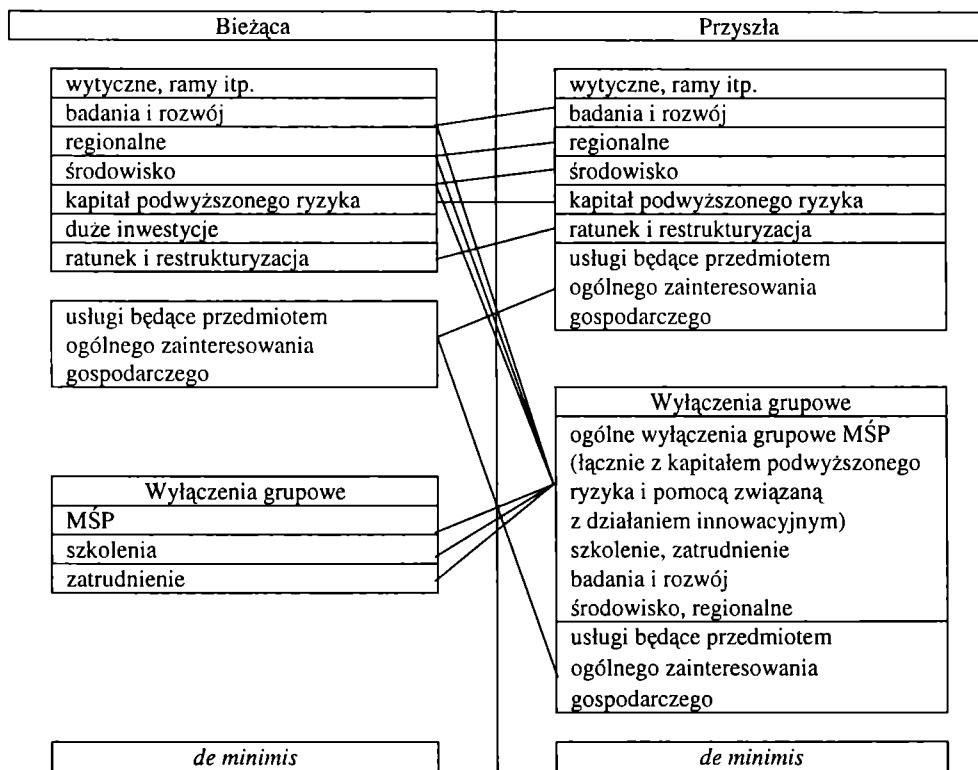 Bieżąca
Przyszła
wytyczne, ramy itp.
badania i rozwój
regionalne
środowisko
kapitał podwyższonego ryzyka
duże inwestycje
ratunek i restrukturyzacja
usługi będące przedmiotem
ogólnego zainteresowania
gospodarczego
Wyłączenia grupowe
MŚP
szkolenia
zatrudnienie
de minimis
wytyczne, ramy itp.
badania i rozwój
regionalne
środowisko
kapitał podwyższonego ryzyka
ratunek i restrukturyzacja
usługi będące przedmiotem
ogólnego zainteresowania
gospodarczego
Wyłączenia grupowe
ogólne wyłączenia grupowe MŚP
(łącznie z kapitałem podwyższonego
ryzyka i pomocą związaną
z działaniem innowacyjnym)
szkolenie, zatrudnienie
badania i rozwój
środowisko, regionalne
usługi będące przedmiotem
ogólnego zainteresowania
gospodarczego
de minimis